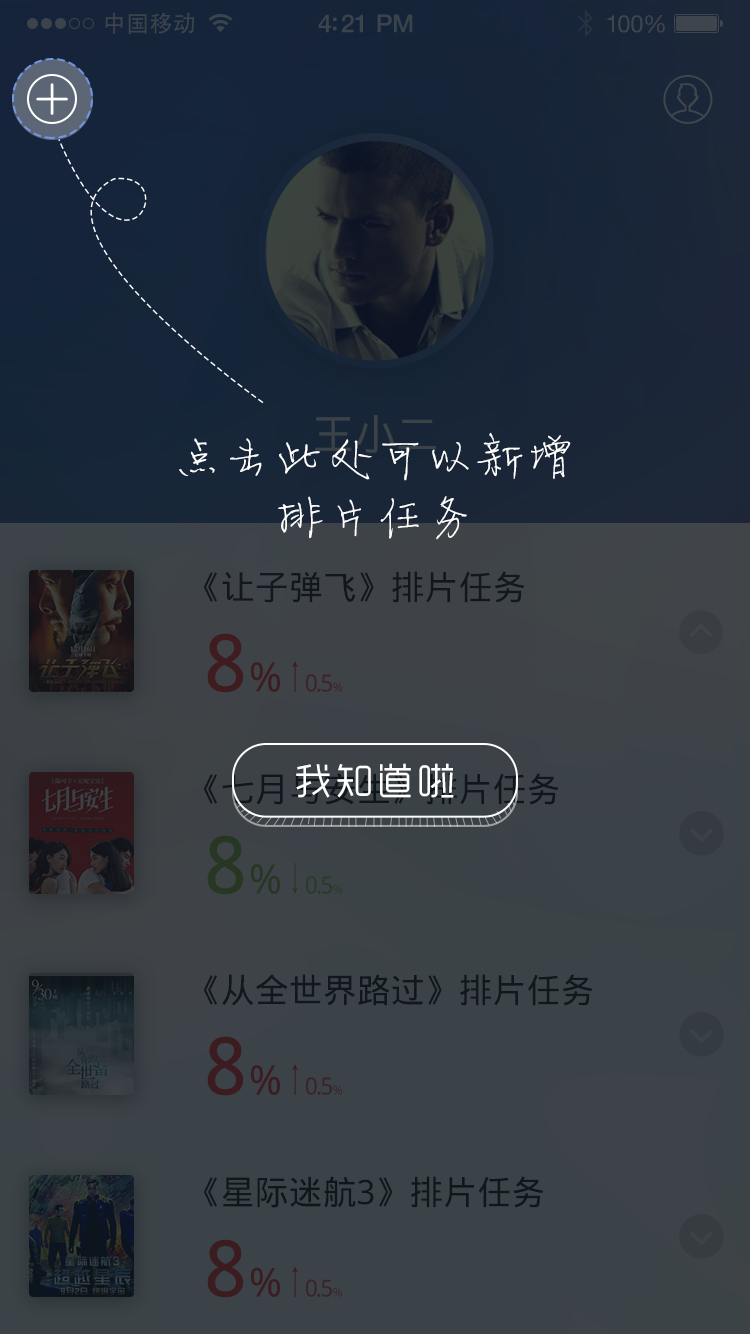 中国移动 4:21 PM 100%
王小二
点击此处可以新增
排片任务
《让子弹飞》排片任务
8% 0.5%
让子弹飞
我知道啦
《七月与安生》排片任务
七月与安生
8% 0.5%
《从全世界路过》排片任务
9/30
全世界
路过
8% 0.5%
《星际迷航3》排片任务
8% 0.5%
星际迷航3
超越星辰
9月2日